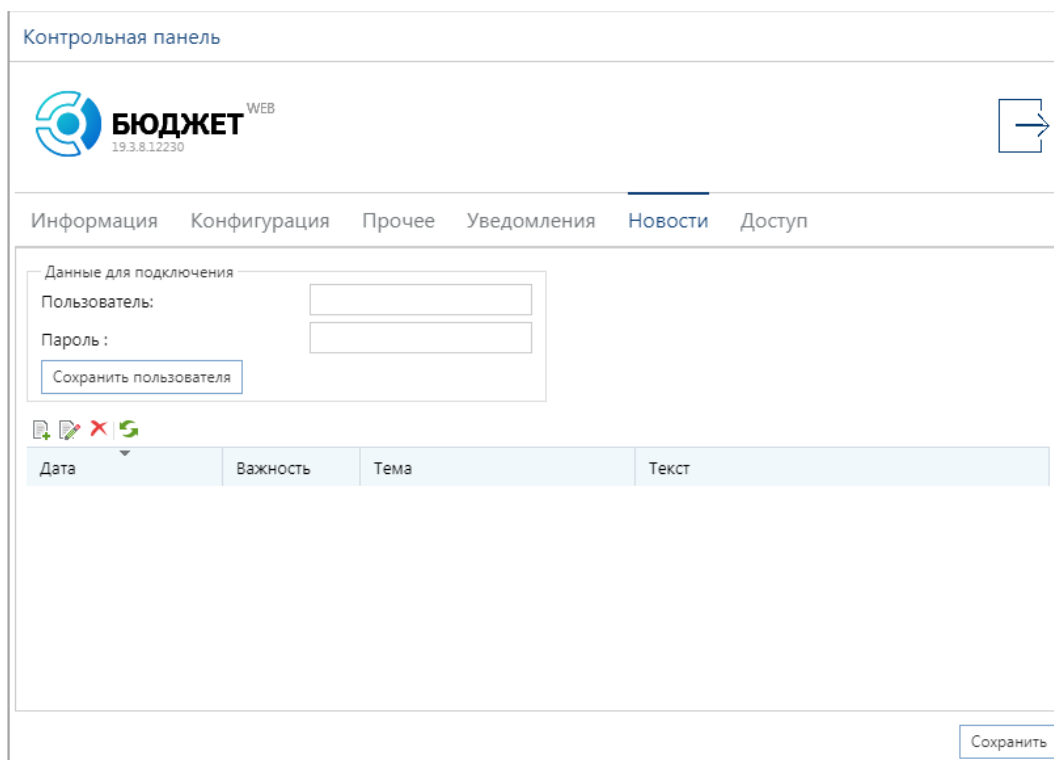 Контрольная панель
БЮДЖЕТ WEB
19.3.8.12230
Информация Конфигурация Прочее Уведомления Новости Доступ
Данные для подключения
Пользователь:
Пароль :
Сохранить пользователя
Дата Важность Тема Текст
Сохранить